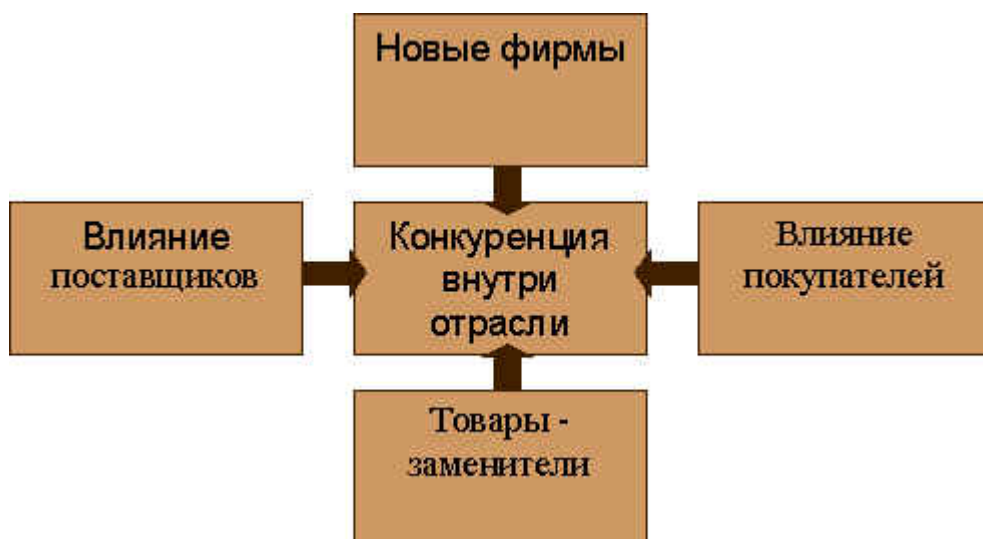 Новые фирмы
Влияние
поставщиков
Конкуренция
внутри
отрасли
Влияние
покупателей
Товары -
заменители